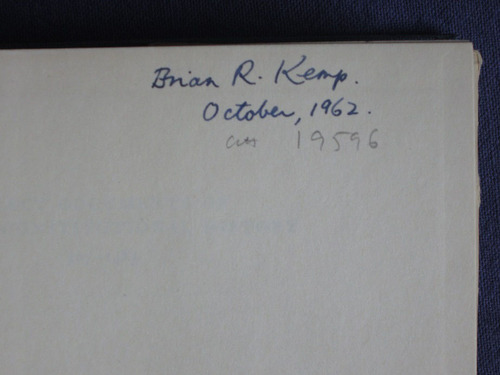 Brian R. Kemp.
October, 1962.
19596